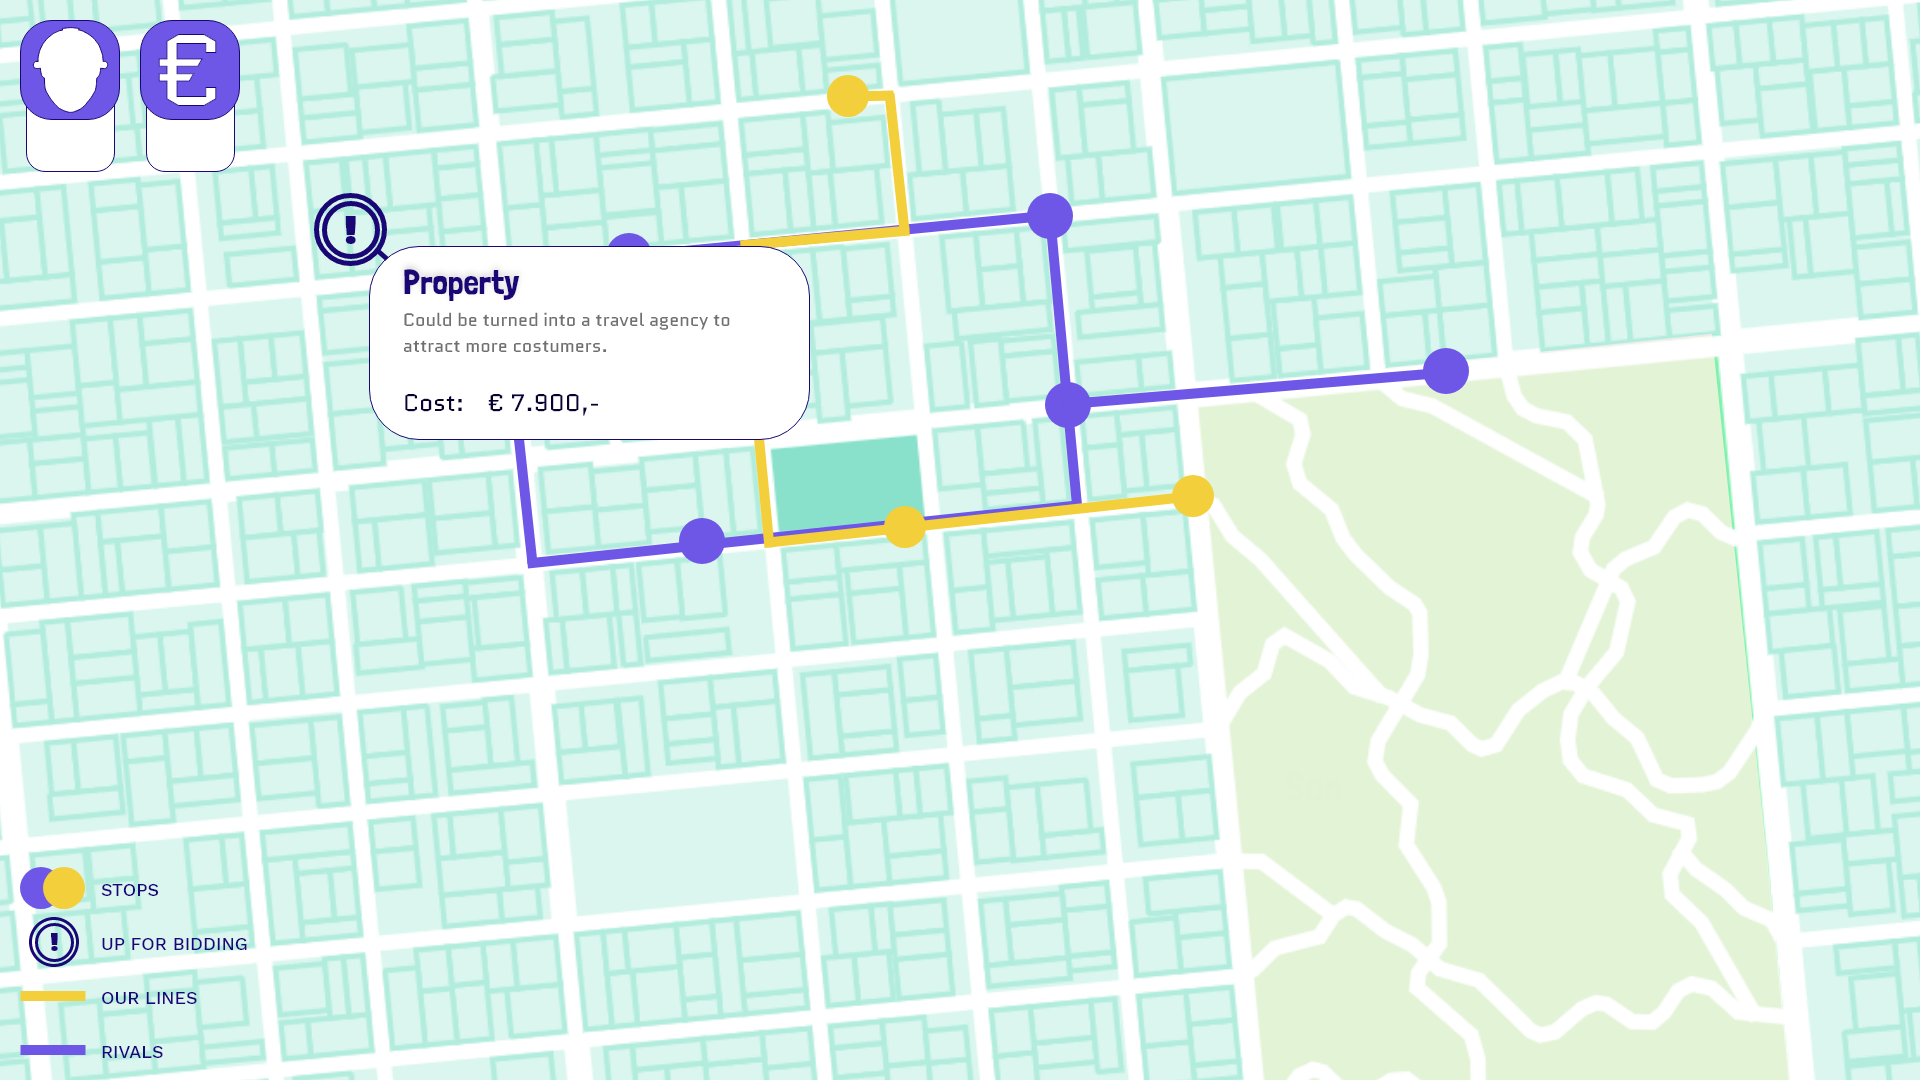 €
!
Property
Could be turned into a travel agency to
attract more costumers.
Cost: € 7.900,-
STOPS
! UP FOR BIDDING
OUR LINES
RIVALS